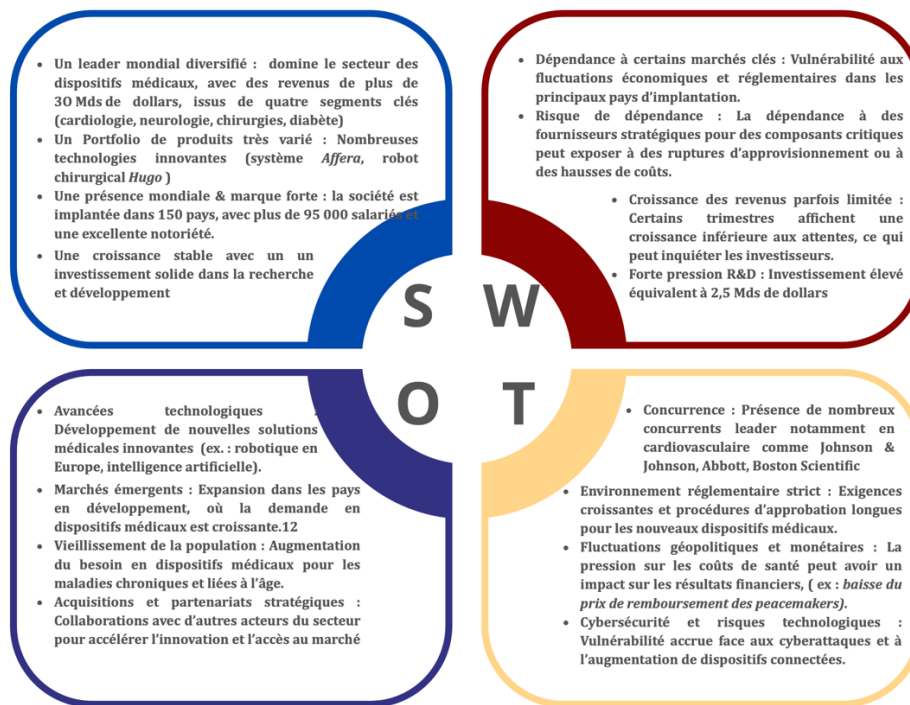 • Un leader mondial diversifié : domine le secteur des
dispositifs médicaux, avec des revenus de plus de
30 Mds de dollars, issus de quatre segments clés
(cardiologie, neurologie, chirurgies, diabète)
• Un Portfolio de produits très varié : Nombreuses
technologies innovantes (système Affera, robot
chirurgical Hugo )
• Une présence mondiale & marque forte : la société est
implantée dans 150 pays, avec plus de 95 000 salariés et
une excellente notoriété.
• Une croissance stable avec un un
investissement solide dans la recherche
et développement
• Dépendance à certains marchés clés : Vulnérabilité aux
fluctuations économiques et réglementaires dans les
principaux pays d'implantation.
• Risque de dépendance : La dépendance à des
fournisseurs stratégiques pour des composants critiques
peut exposer à des ruptures d'approvisionnement ou à
des hausses de coûts.
• Croissance des revenus parfois limitée :
Certains trimestres affichent une
croissance inférieure aux attentes, ce qui
peut inquiéter les investisseurs.
• Forte pression R&D : Investissement élevé
équivalent à 2,5 Mds de dollars
S W
O T
• Avancées technologiques :
Développement de nouvelles solutions
médicales innovantes (ex. : robotique en
Europe, intelligence artificielle).
• Marchés émergents : Expansion dans les pays
en développement, où la demande en
dispositifs médicaux est croissante.12
• Vieillissement de la population : Augmentation
du besoin en dispositifs médicaux pour les
maladies chroniques et liées à l'âge.
• Acquisitions et partenariats stratégiques :
Collaborations avec d'autres acteurs du secteur
pour accélérer l'innovation et l'accès au marché
• Concurrence : Présence de nombreux
concurrents leader notamment en
cardiovasculaire comme Johnson &
Johnson, Abbott, Boston Scientific
• Environnement réglementaire strict : Exigences
croissantes et procédures d'approbation longues
pour les nouveaux dispositifs médicaux.
• Fluctuations géopolitiques et monétaires : La
pression sur les coûts de santé peut avoir un
impact sur les résultats financiers, ( ex : baisse du
prix de remboursement des peacemakers).
• Cybersécurité et risques technologiques :
Vulnérabilité accrue face aux cyberattaques et à
l'augmentation de dispositifs connectées.